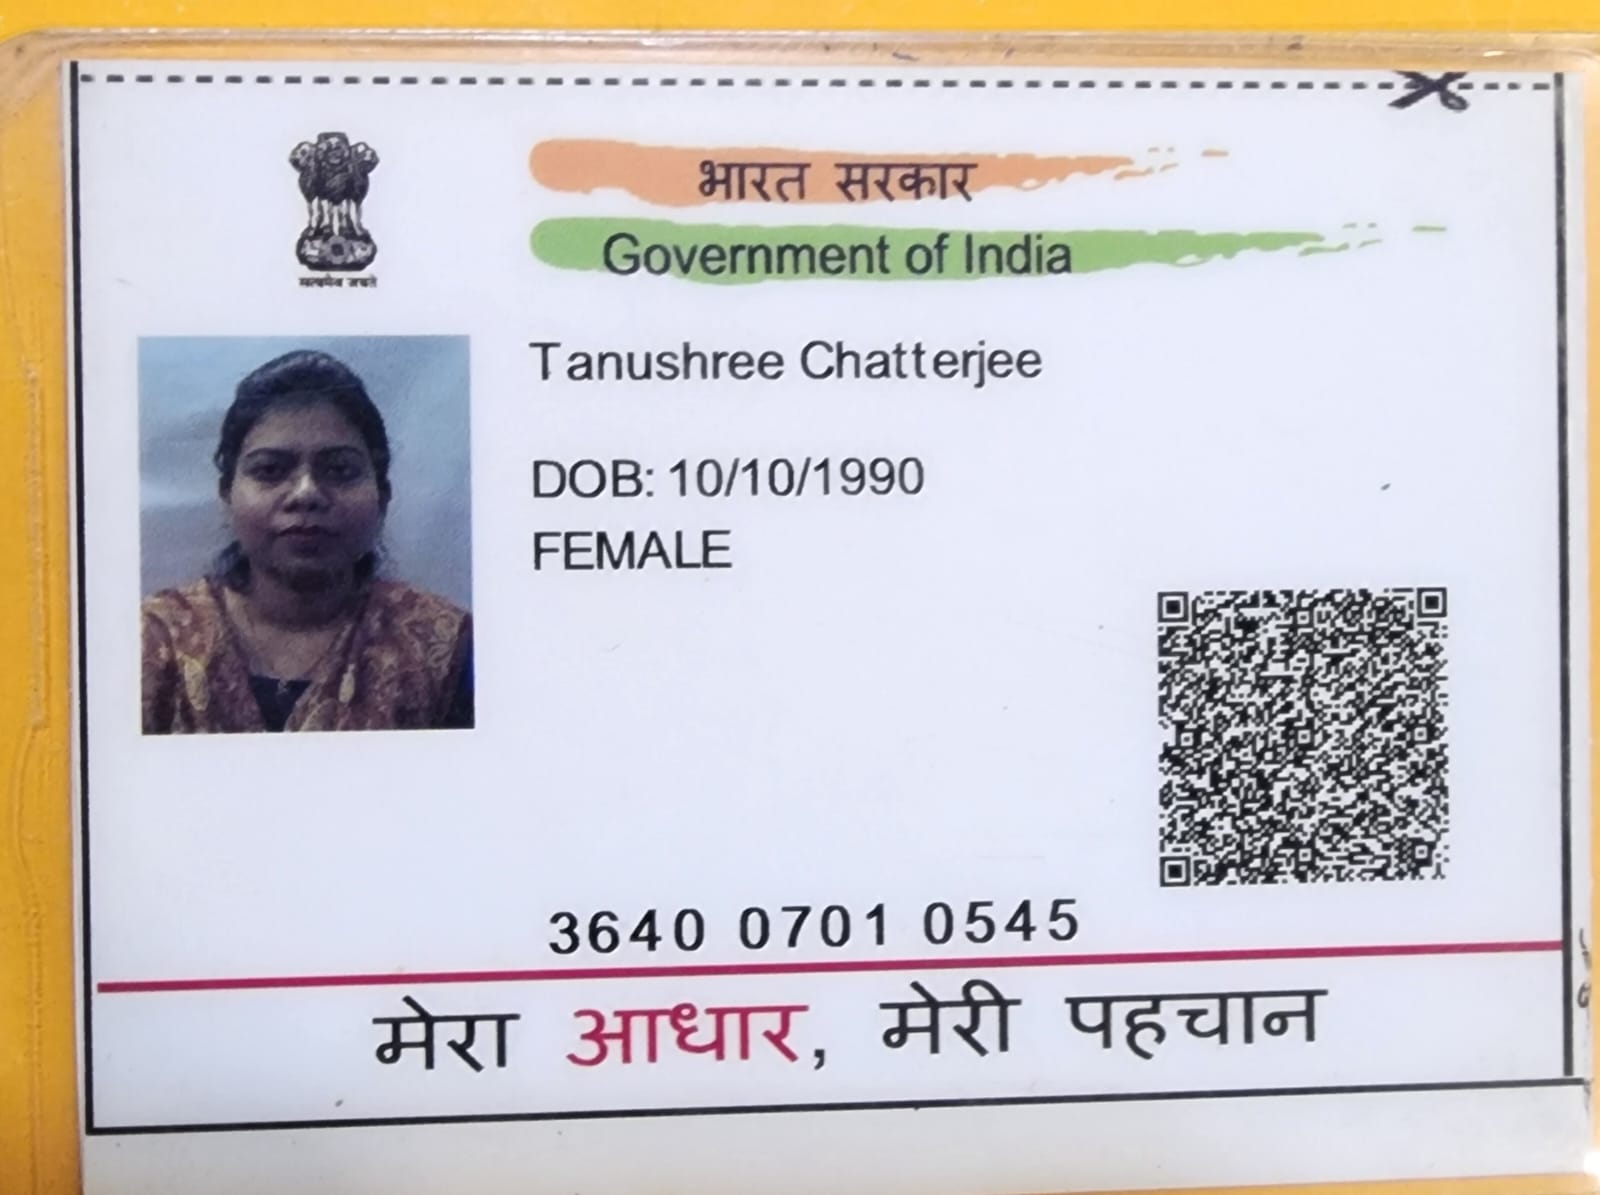 भारत सरकार
Government of India
सत्यमेव जयते
Tanushree Chatterjee
DOB: 10/10/1990
FEMALE
3640 0701 0545
मेरा आधार, मेरी पहचान